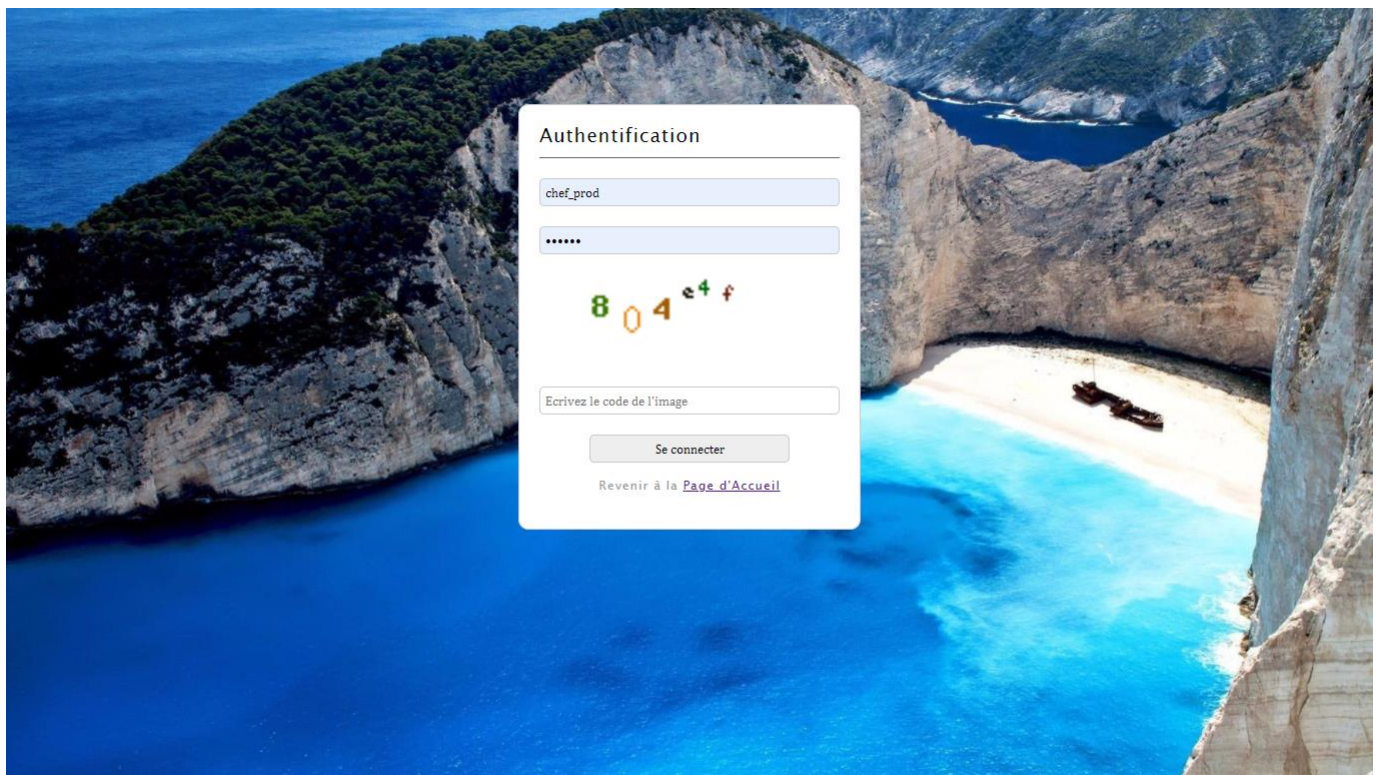 Authentification
chef_prod
••••••
804e4f
Ecrivez le code de l'image
Se connecter
Revenir à la Page d'Accueil